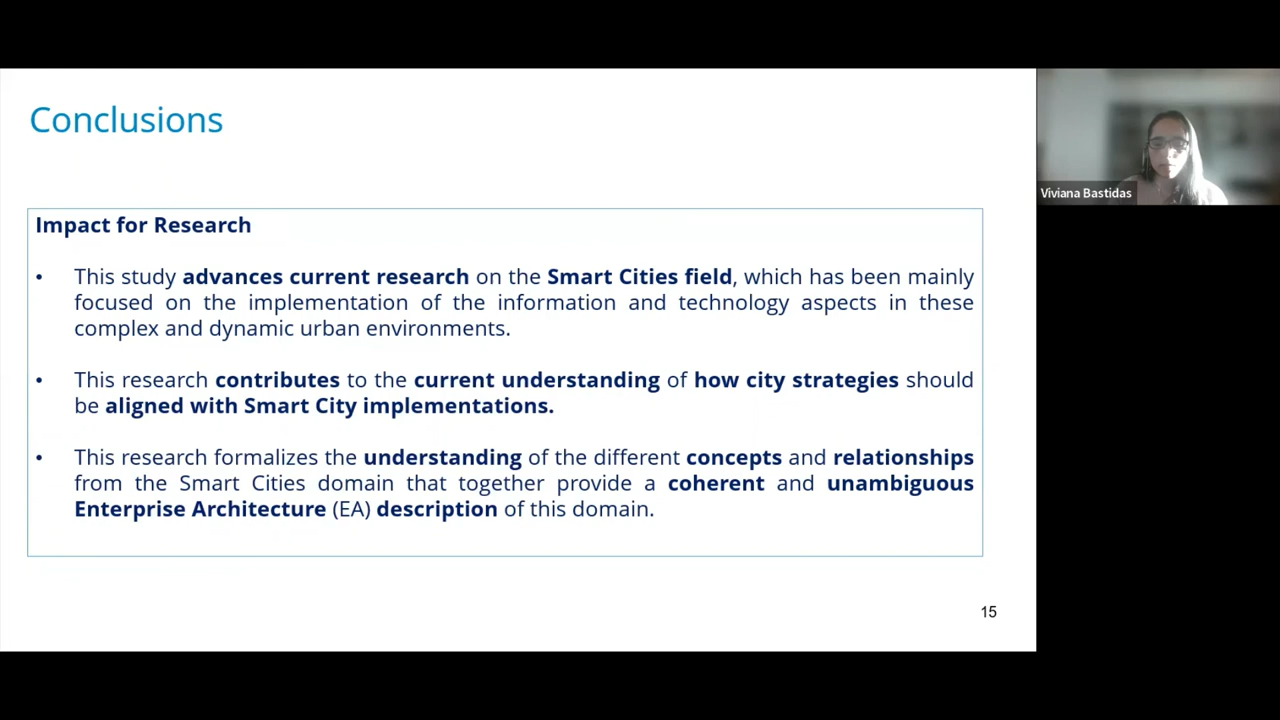 Conclusions
Viviana Bastidas
Impact for Research
• This study advances current research on the Smart Cities field, which has been mainly
focused on the implementation of the information and technology aspects in these
complex and dynamic urban environments.
• This research contributes to the current understanding of how city strategies should
be aligned with Smart City implementations.
• This research formalizes the understanding of the different concepts and relationships
from the Smart Cities domain that together provide a coherent and unambiguous
Enterprise Architecture (EA) description of this domain.
15